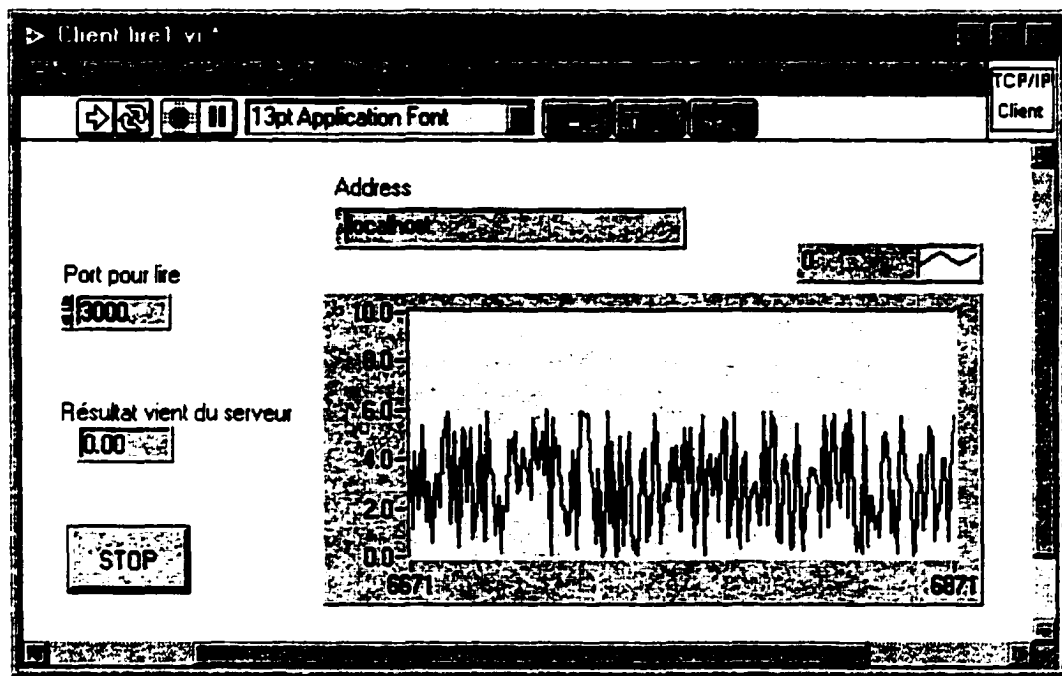 Client lire1 vi *
TCP/IP
Client
13pt Application Font
Address
localhost
0
Port pour lire
3000
Résultat vient du serveur
0.00
STOP
10.0
8.0
6.0
4.0
2.0
0.0
6671
6871